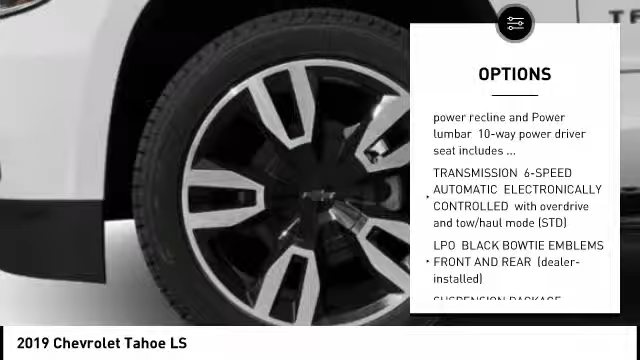 OPTIONS
power recline and Power
lumbar 10-way power driver
seat includes ...
TRANSMISSION 6-SPEED
AUTOMATIC ELECTRONICALLY
CONTROLLED with overdrive
and tow/haul mode (STD)
LPO BLACK BOWTIE EMBLEMS
FRONT AND REAR (dealer-
installed)
SUSPENSION PACKAGE
2019 Chevrolet Tahoe LS